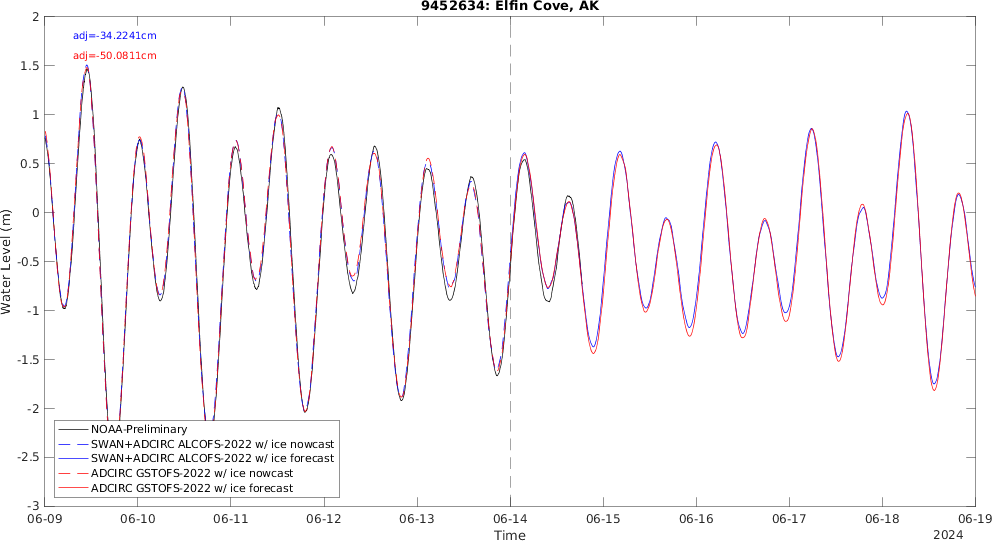 9452634: Elfin Cove, AK
adj=-34.2241cm
adj=-50.0811cm
2
1.5
1
0.5
0
-0.5
-1
-1.5
-2
-2.5
-3
Water Level (m)
NOAA-Preliminary
SWAN+ADCIRC ALCOFS-2022 w/ ice nowcast
SWAN+ADCIRC ALCOFS-2022 w/ ice forecast
ADCIRC GSTOFS-2022 w/ ice nowcast
ADCIRC GSTOFS-2022 w/ ice forecast
06-09 06-10 06-11 06-12 06-13 06-14 06-15 06-16 06-17 06-18 06-19
Time
2024